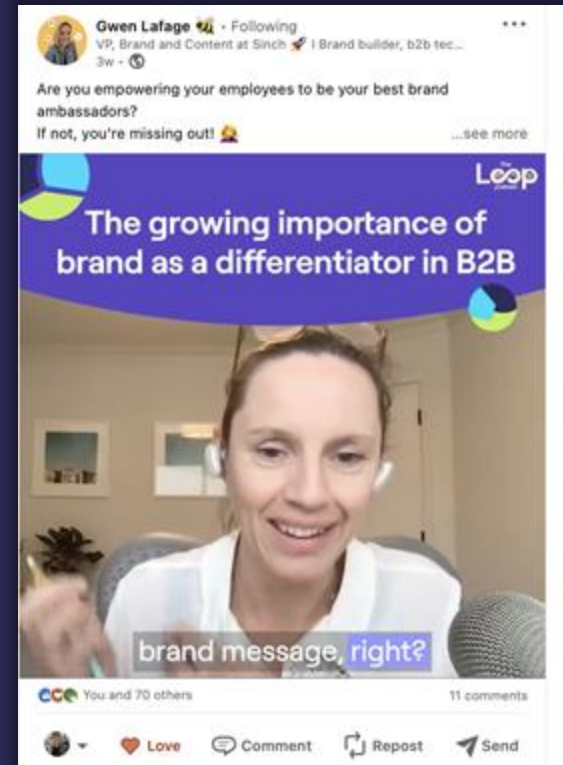 Gwen Lafage 🐝 • Following
VP, Brand and Content at Sinch 🚀 | Brand builder, b2b tec...
3w •
Are you empowering your employees to be your best brand
ambassadors?
If not, you're missing out! 🤦‍♀️ ...see more
The
Loop
The growing importance of
brand as a differentiator in B2B
brand message, right?
You and 70 others 11 comments
Love Comment Repost Send